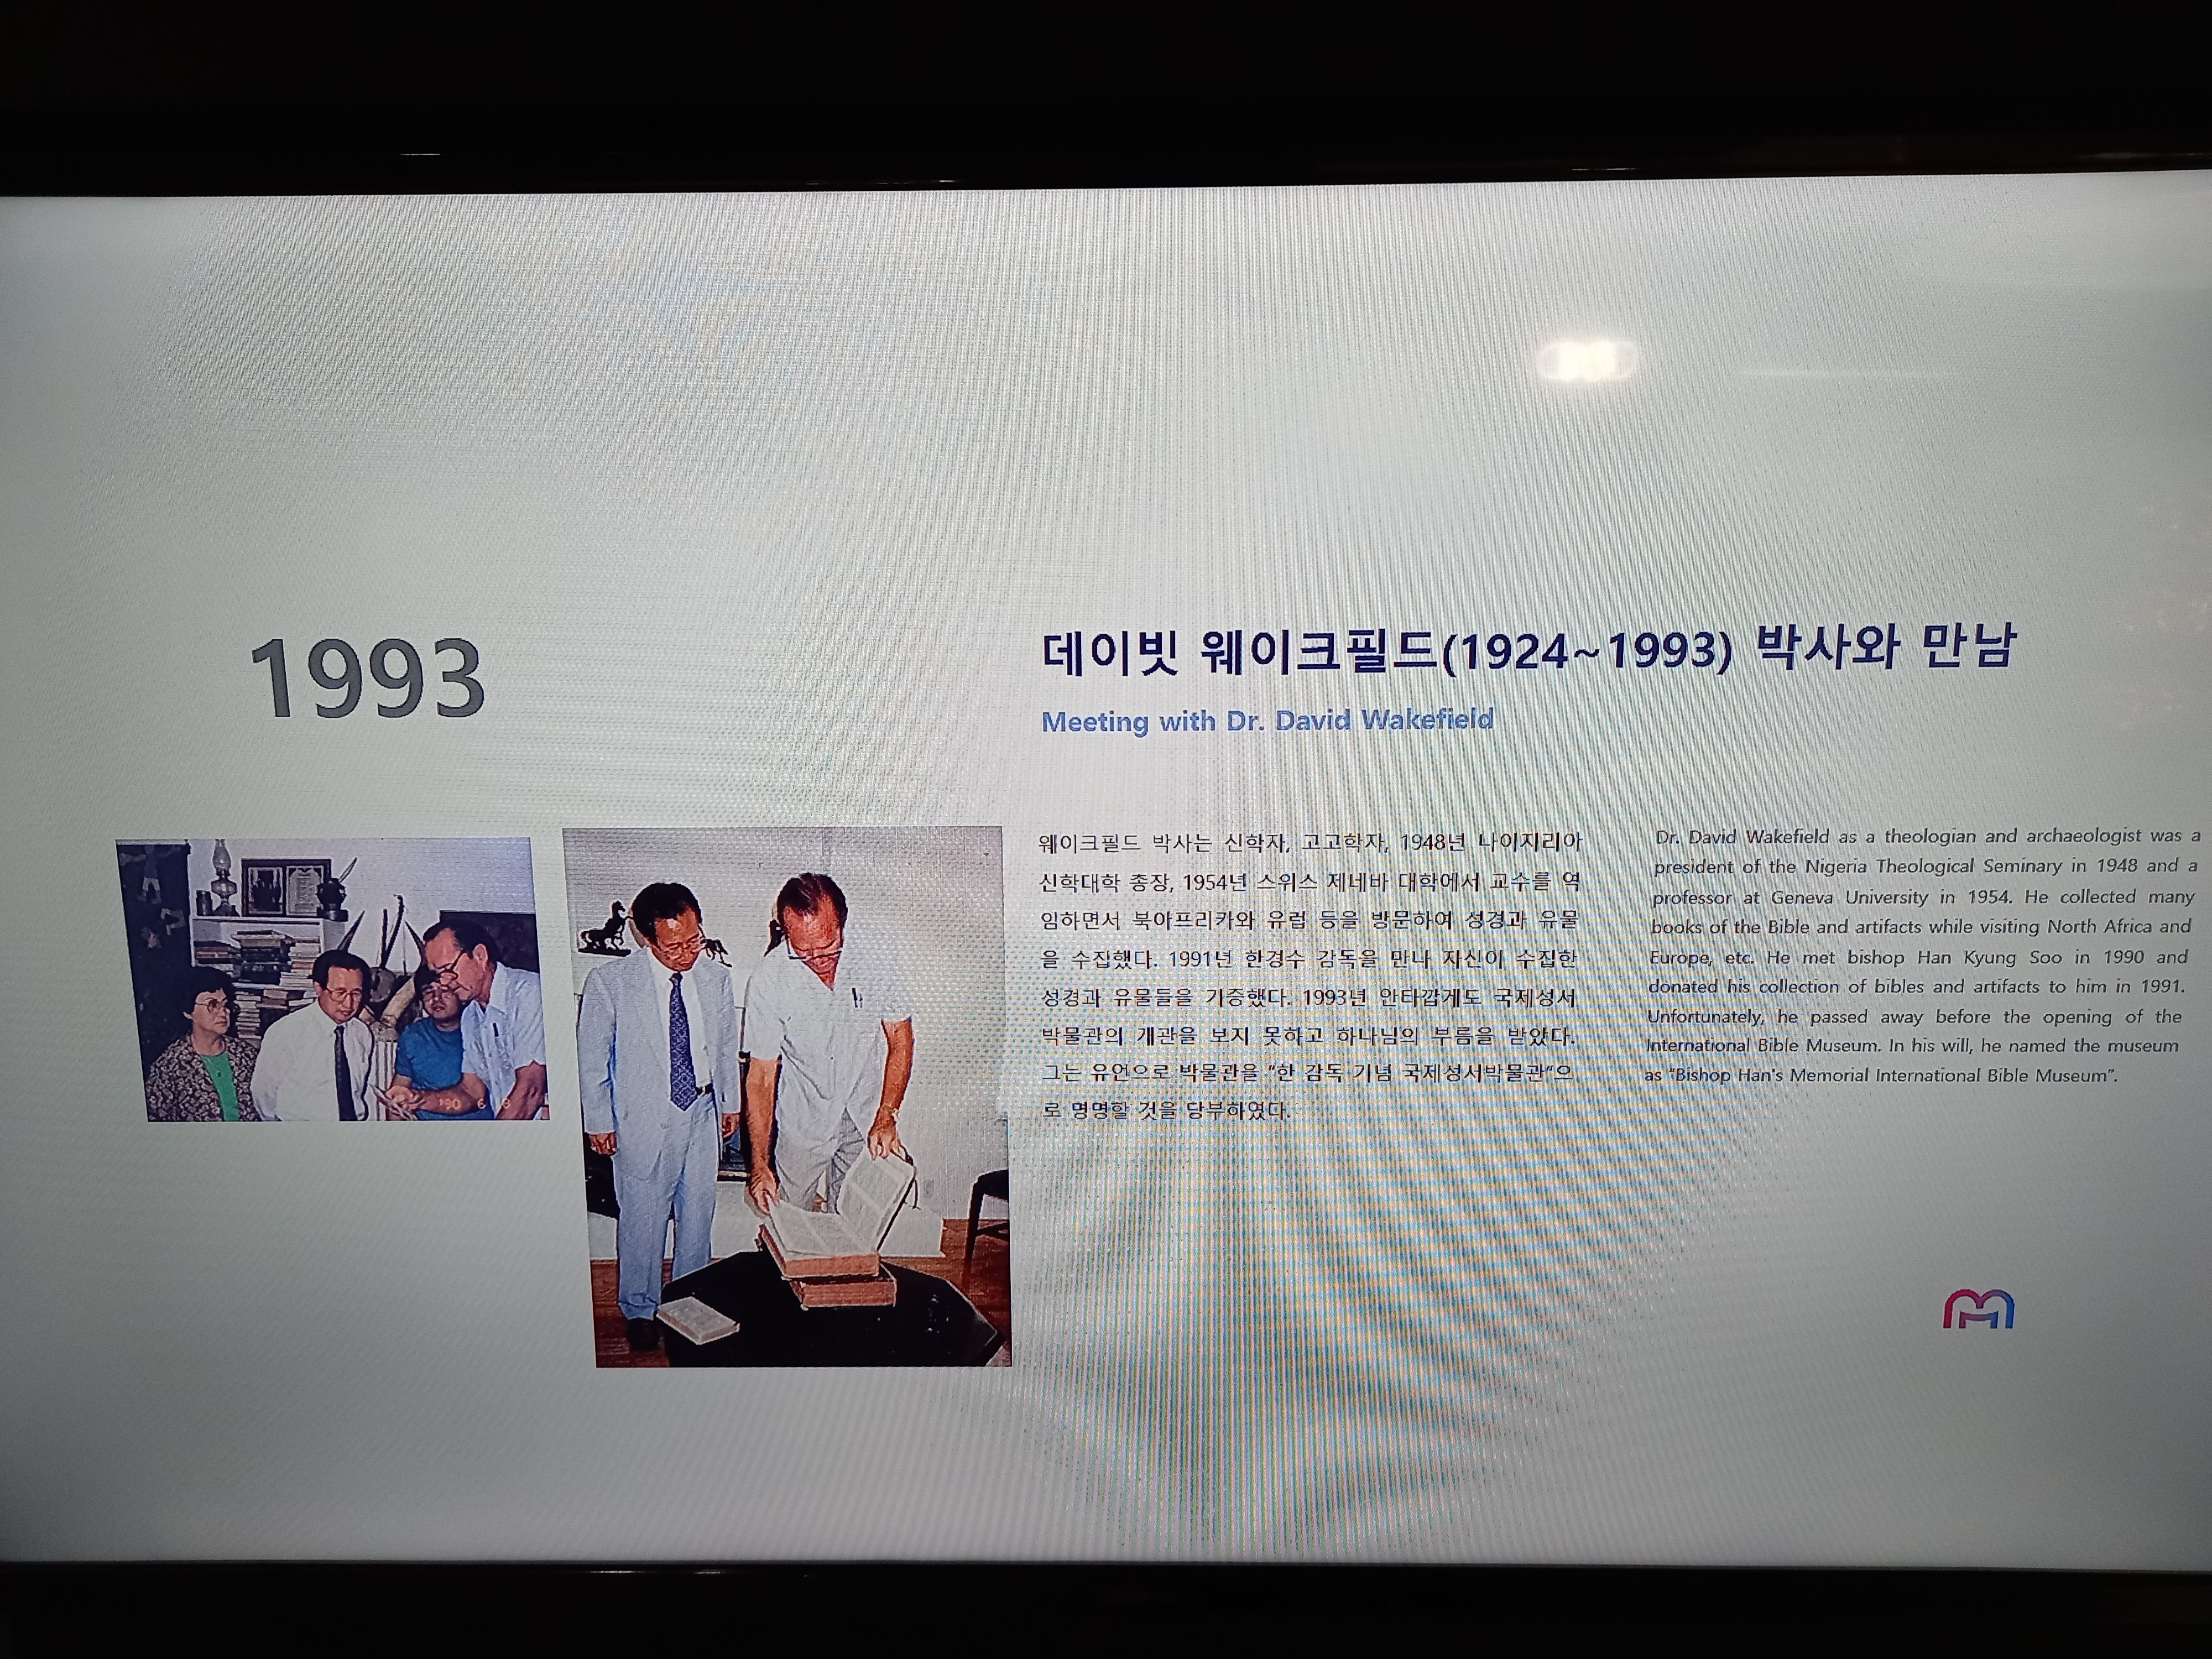 1993
데이빗 웨이크필드(1924~1993) 박사와 만남
Meeting with Dr. David Wakefield
웨이크필드 박사는 신학자, 고고학자, 1948년 나이지리아
신학대학 총장, 1954년 스위스 제네바 대학에서 교수를 역
임하면서 북아프리카와 유럽 등을 방문하여 성경과 유물
을 수집했다. 1991년 한경수 감독을 만나 자신이 수집한
성경과 유물들을 기증했다. 1993년 안타깝게도 국제성서
박물관의 개관을 보지 못하고 하나님의 부름을 받았다.
그는 유언으로 박물관을 "한 감독 기념 국제성서박물관"으
로 명명할 것을 당부하였다.
Dr. David Wakefield as a theologian and archaeologist was a
president of the Nigeria Theological Seminary in 1948 and a
professor at Geneva University in 1954. He collected many
books of the Bible and artifacts while visiting North Africa and
Europe, etc. He met bishop Han Kyung Soo in 1990 and
donated his collection of bibles and artifacts to him in 1991.
Unfortunately, he passed away before the opening of the
International Bible Museum. In his will, he named the museum
as "Bishop Han's Memorial International Bible Museum".